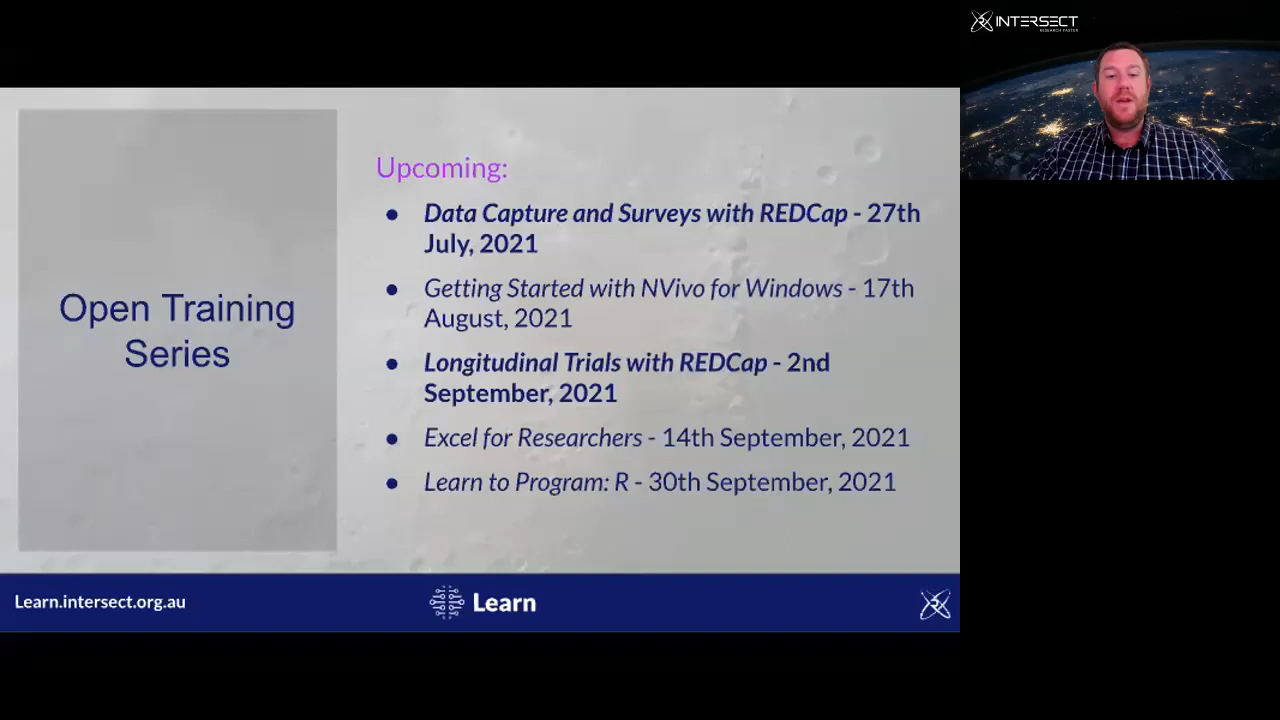 INTERSECT
RESEARCH FASTER
Open Training
Series
Upcoming:
● Data Capture and Surveys with REDCap - 27th
July, 2021
● Getting Started with NVivo for Windows - 17th
August, 2021
● Longitudinal Trials with REDCap - 2nd
September, 2021
● Excel for Researchers - 14th September, 2021
● Learn to Program: R - 30th September, 2021
Learn.intersect.org.au
Learn